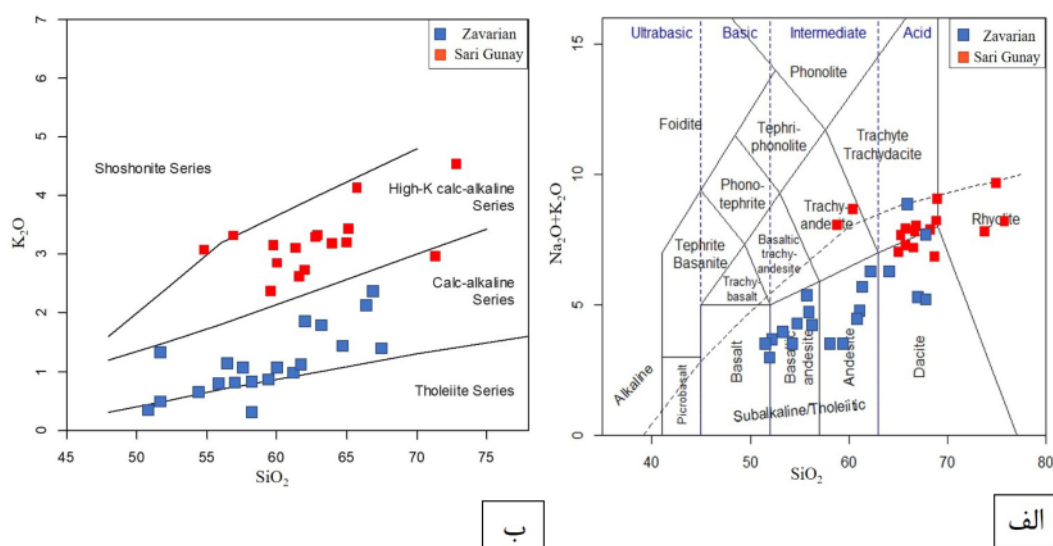 7
6
5
4
3
2
1
0
K₂O
45
50
55
60
65
70
75
SiO₂
Zavarian
Sari Gunay
Shoshonite Series
High-K calc-alkaline
Series
Calc-alkaline
Series
Tholeiite Series
ب
15
10
5
0
Na₂O+K₂O
40
50
60
70
80
SiO₂
Ultrabasic
Basic
Intermediate
Acid
Zavarian
Sari Gunay
Phonolite
Foidite
Tephri-
phonolite
Trachyte
Trachydacite
Phono-
tephrite
Trachy-
andesite
Rhyolite
Tephrite
Basanite
Basaltic
trachy-
andesite
Trachy-
basalt
Alkaline
Picrobasalt
Basalt
Basaltic
andesite
Andesite
Dacite
Subalkaline/Tholeiitic
الف